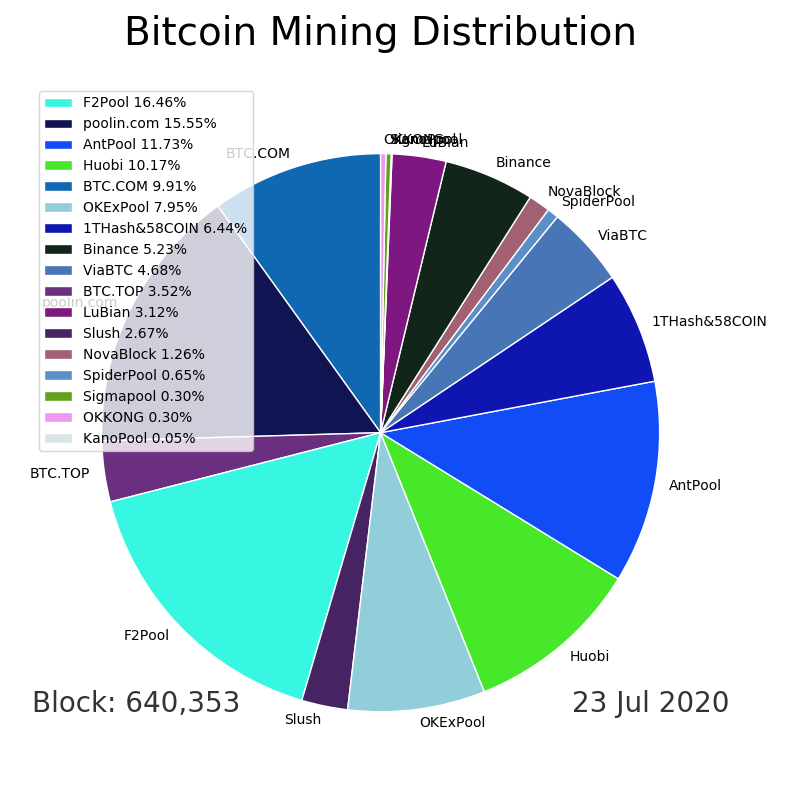 Bitcoin Mining Distribution
F2Pool 16.46%
poolin.com 15.55%
AntPool 11.73%
Huobi 10.17%
BTC.COM 9.91%
OKExPool 7.95%
1THash&58COIN 6.44%
Binance 5.23%
ViaBTC 4.68%
BTC.TOP 3.52%
LuBian 3.12%
Slush 2.67%
NovaBlock 1.26%
SpiderPool 0.65%
Sigmapool 0.30%
OKKONG 0.30%
KanoPool 0.05%
OKKONG
Sigmapool
KanoPool
LuBian
BTC.COM
Binance
NovaBlock
SpiderPool
ViaBTC
poolin.com
1THash&58COIN
BTC.TOP
AntPool
F2Pool
Huobi
Slush
OKExPool
Block: 640,353
23 Jul 2020